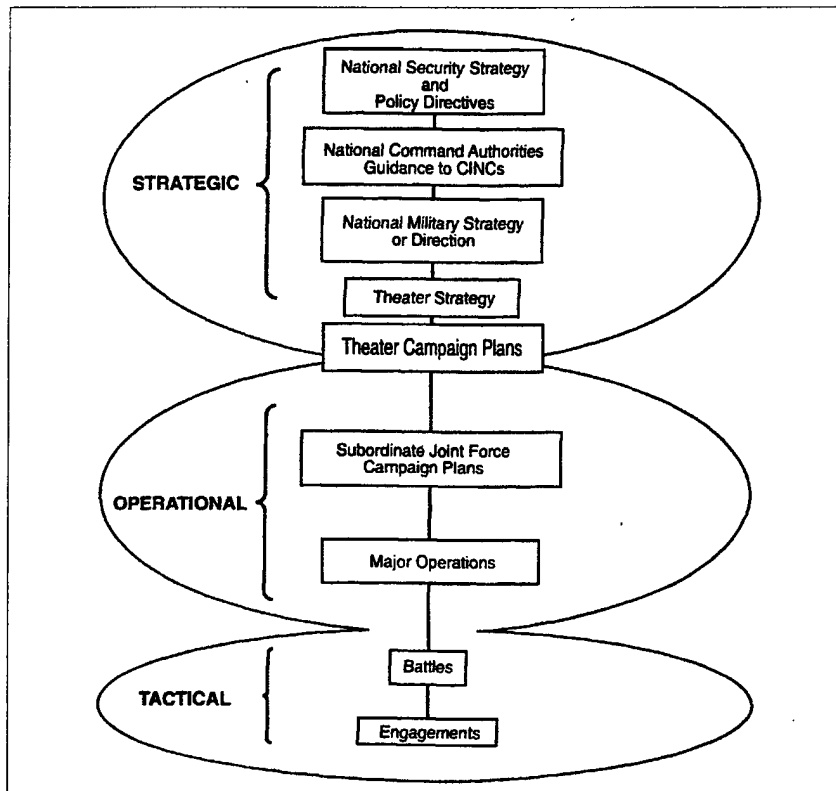 National Security Strategy
and
Policy Directives
National Command Authorities
Guidance to CINCs
STRATEGIC
National Military Strategy
or Direction
Theater Strategy
Theater Campaign Plans
Subordinate Joint Force
Campaign Plans
OPERATIONAL
Major Operations
Battles
TACTICAL
Engagements